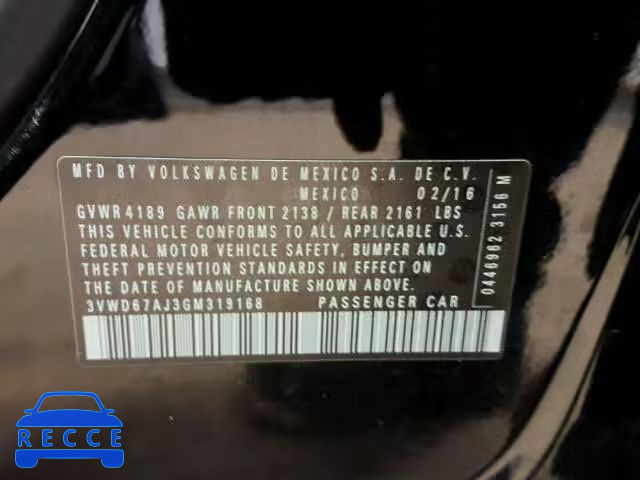 MFD BY VOLKSWAGEN DE MEXICO S.A. DE C.V.
MEXICO 02/16
GVWR 4189 GAWR FRONT 2138 / REAR 2161 LBS
THIS VEHICLE CONFORMS TO ALL APPLICABLE U.S.
FEDERAL MOTOR VEHICLE SAFETY, BUMPER AND
THEFT PREVENTION STANDARDS IN EFFECT ON THE
DATE OF MANUFACTURE SHOWN ABOVE.
3VWD67AJ3GM319168 PASSENGER CAR
0446962 3156 M
RECCE